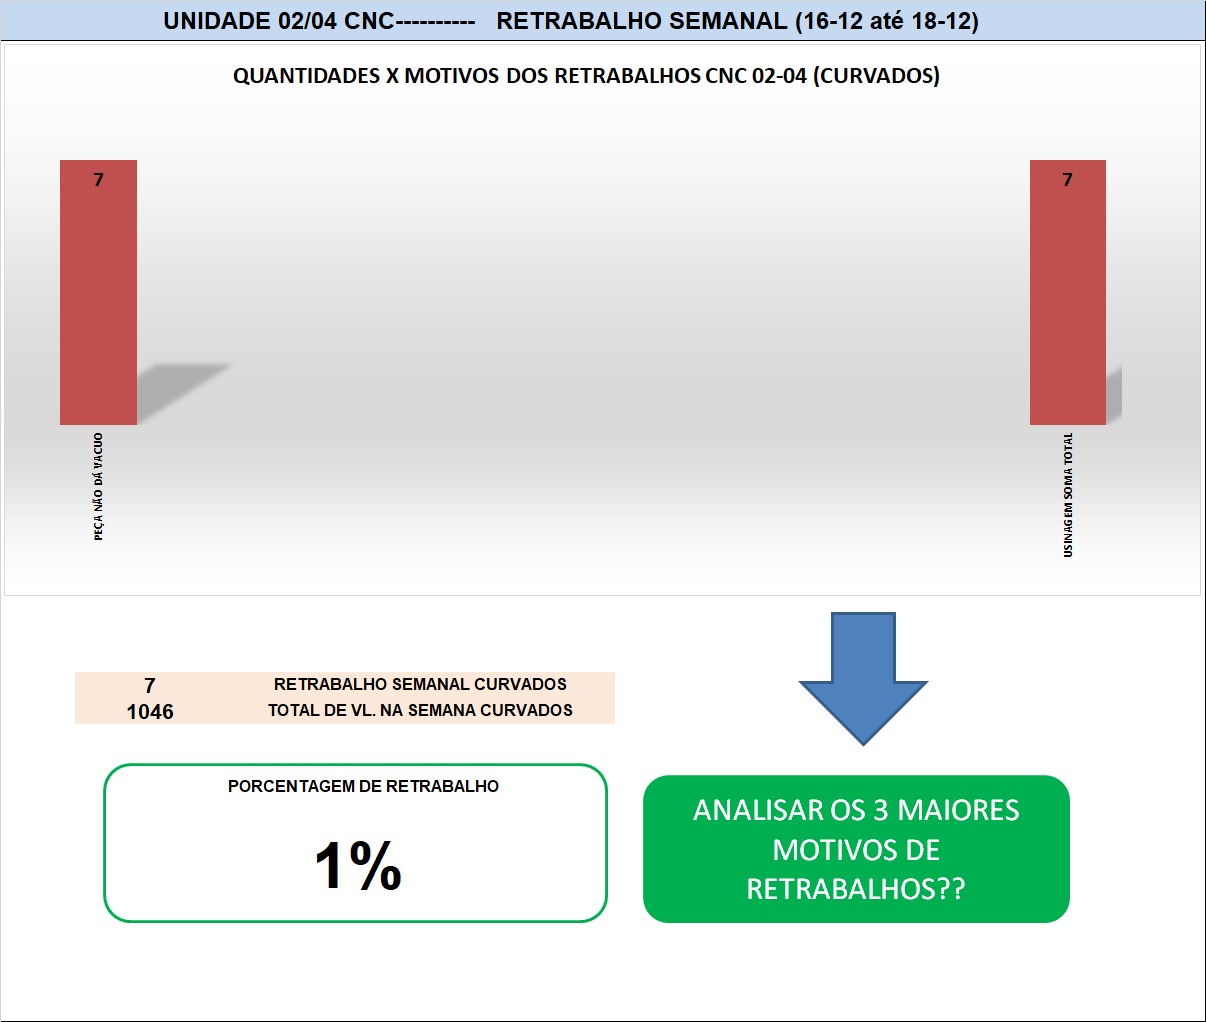 UNIDADE 02/04 CNC---------- RETRABALHO SEMANAL (16-12 até 18-12)
QUANTIDADES X MOTIVOS DOS RETRABALHOS CNC 02-04 (CURVADOS)
7
7
PEÇA NÃO DÁ VACUO
USINAGEM SOMA TOTAL
7 RETRABALHO SEMANAL CURVADOS
1046 TOTAL DE VL. NA SEMANA CURVADOS
PORCENTAGEM DE RETRABALHO
1%
ANALISAR OS 3 MAIORES
MOTIVOS DE
RETRABALHOS??